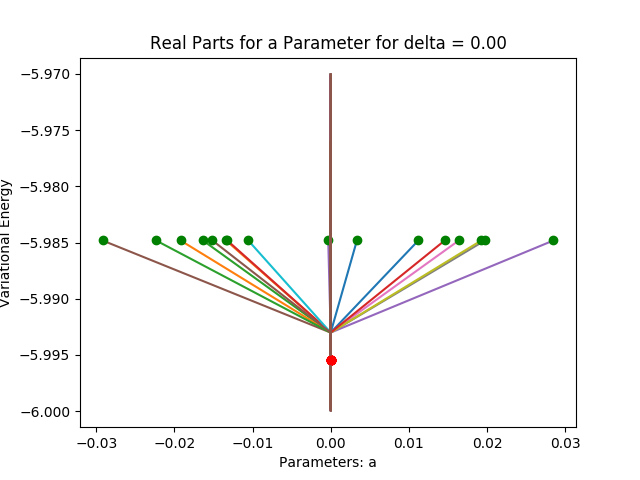 Real Parts for a Parameter for delta = 0.00
−5.970
−5.975
−5.980
−5.985
−5.990
−5.995
−6.000
Variational Energy
−0.03 −0.02 −0.01 0.00 0.01 0.02 0.03
Parameters: a